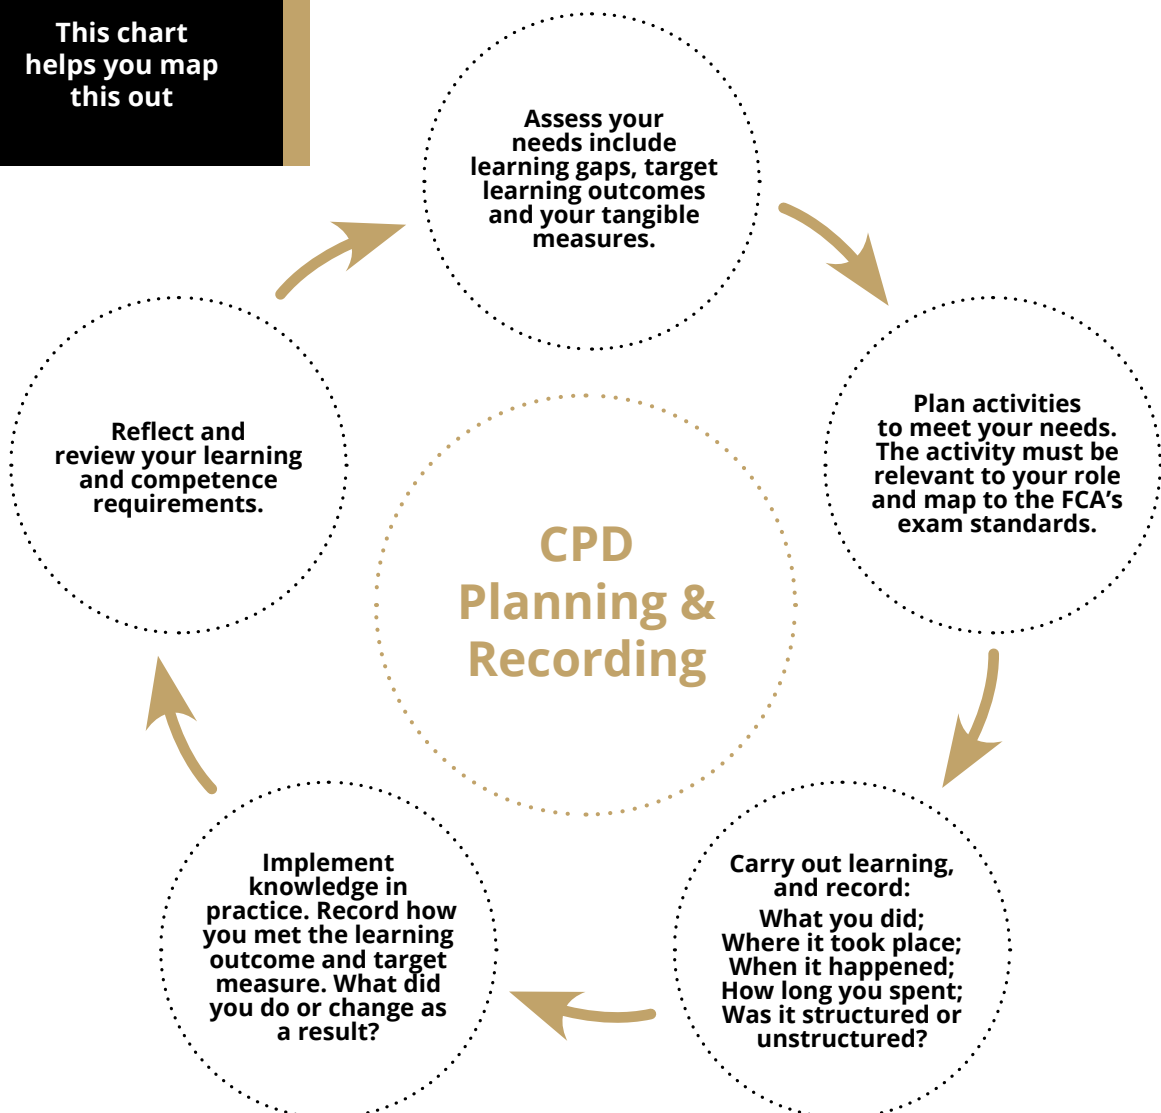 This chart
helps you map
this out
Assess your
needs include
learning gaps, target
learning outcomes
and your tangible
measures.
Plan activities
to meet your needs.
The activity must be
relevant to your role
and map to the FCA’s
exam standards.
Carry out learning,
and record:
What you did;
Where it took place;
When it happened;
How long you spent;
Was it structured or
unstructured?
Implement
knowledge in
practice. Record how
you met the learning
outcome and target
measure. What did
you do or change as
a result?
Reflect and
review your learning
and competence
requirements.
CPD
Planning &
Recording